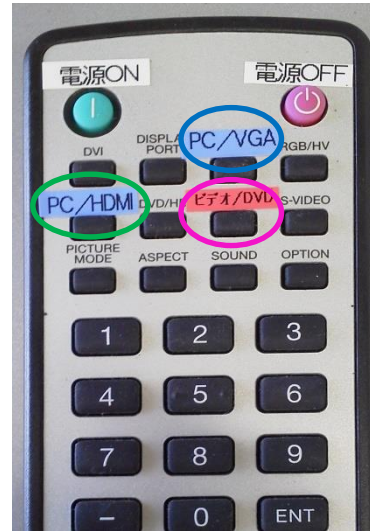 電源ON 電源OFF
DVI PC/VGA RGB/HV
PORT
PC/HDMI ビデオ/DVD S-VIDEO
PICTURE MODE ASPECT SOUND OPTION
1 2 3
4 5 6
7 8 9
- 0 ENT